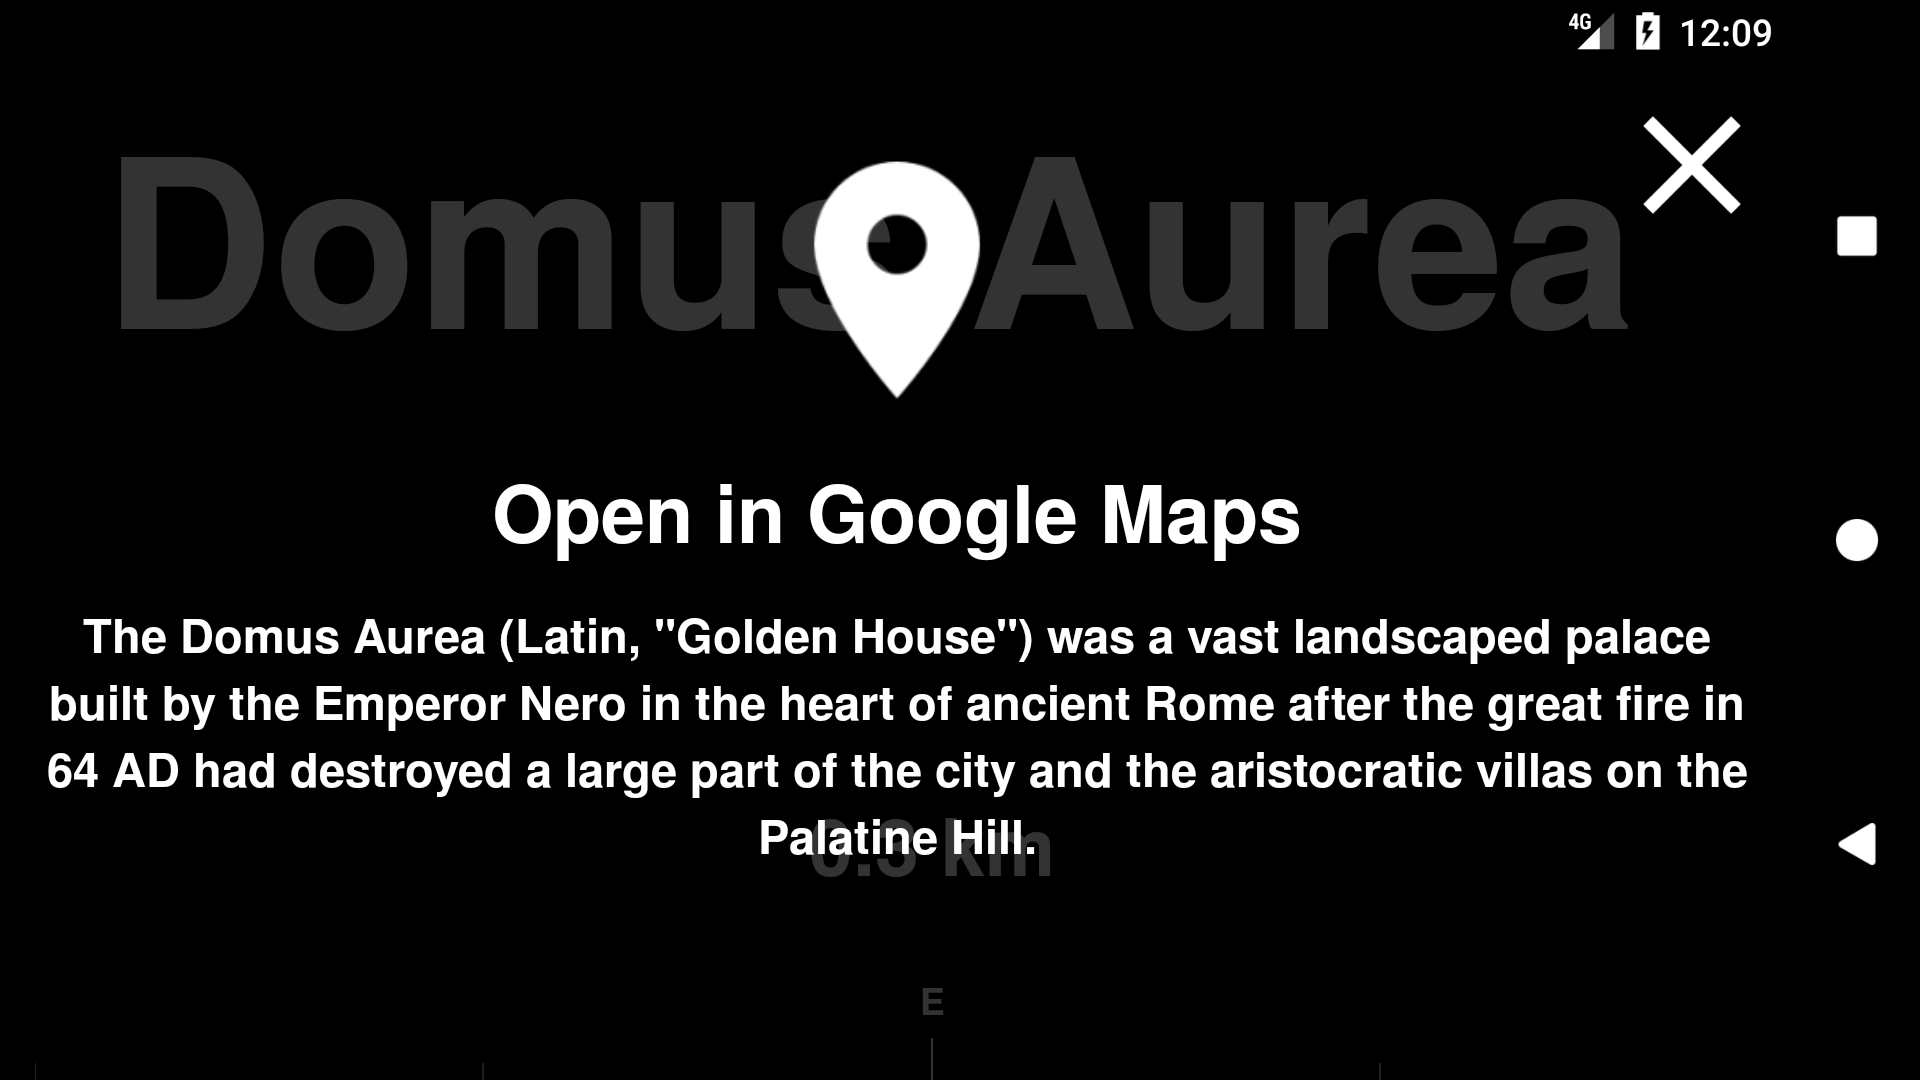 4G 12:09
Domus Aurea
Open in Google Maps
The Domus Aurea (Latin, "Golden House") was a vast landscaped palace
built by the Emperor Nero in the heart of ancient Rome after the great fire in
64 AD had destroyed a large part of the city and the aristocratic villas on the
Palatine Hill.
0.3 km
E